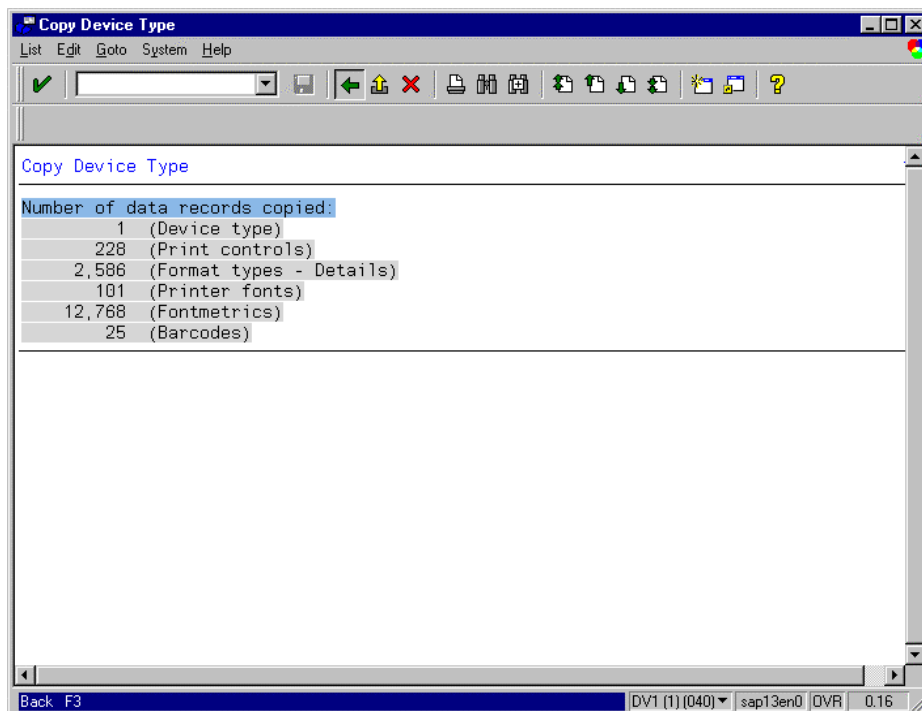 Copy Device Type
List Edit Goto System Help
Copy Device Type
Number of data records copied:
1 (Device type)
228 (Print controls)
2,586 (Format types - Details)
101 (Printer fonts)
12,768 (Fontmetrics)
25 (Barcodes)
Back F3 DV1 (1) (040) sap13en0 OVR 0.16